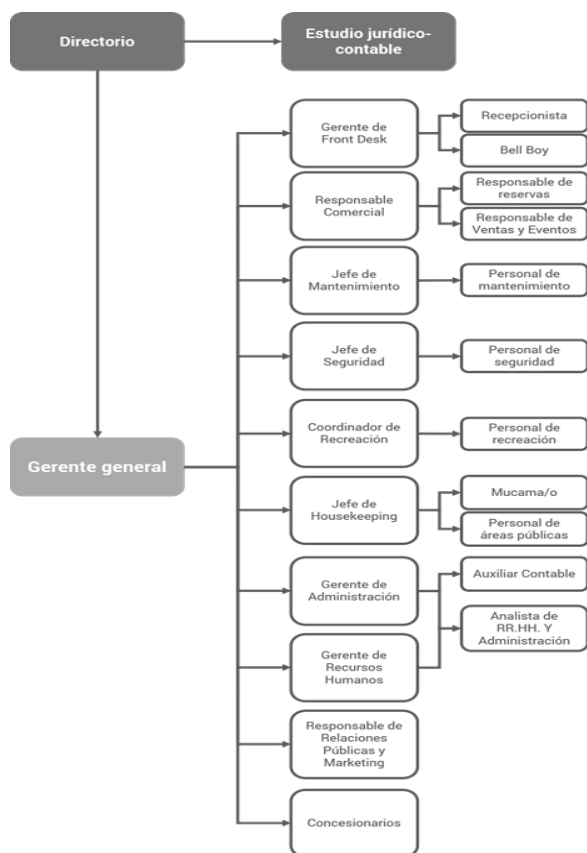 Directorio
Estudio jurídico-
contable
Gerente de
Front Desk
Recepcionista
Bell Boy
Responsable
Comercial
Responsable de
reservas
Responsable de
Ventas y Eventos
Jefe de
Mantenimiento
Personal de
mantenimiento
Jefe de
Seguridad
Personal de
seguridad
Gerente general
Coordinador de
Recreación
Personal de
recreación
Jefe de
Housekeeping
Mucama/o
Personal de
áreas públicas
Gerente de
Administración
Auxiliar Contable
Analista de
RR.HH. Y
Administración
Gerente de
Recursos
Humanos
Responsable de
Relaciones
Públicas y
Marketing
Concesionarios